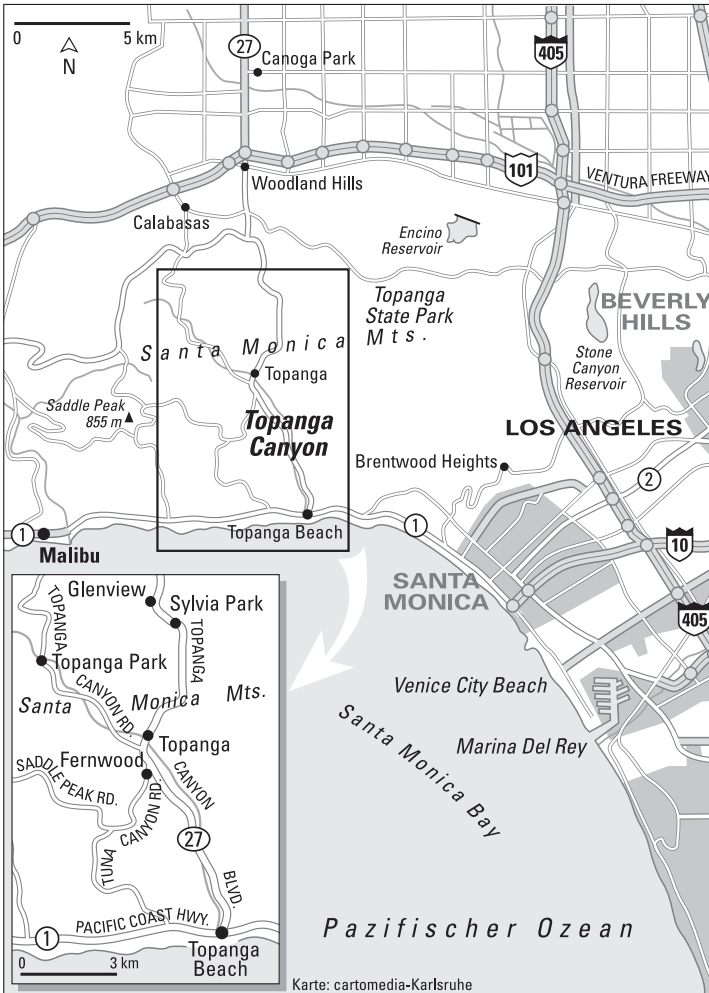 0 5 km
N
27
Canoga Park
405
101
VENTURA FREEWAY
Woodland Hills
Calabasas
Encino
Reservoir
Topanga
State Park
BEVERLY
HILLS
Santa Monica Mts.
Stone
Canyon
Reservoir
Topanga
Saddle Peak
855 m
Topanga
Canyon
LOS ANGELES
Brentwood Heights
2
1
Malibu
Topanga Beach
1
10
SANTA
MONICA
405
Glenview
Sylvia Park
TOPANGA
TOPANGA
Topanga Park
CANYON RD.
Santa Monica Mts.
Topanga
Fernwood
SADDLE PEAK RD.
CANYON
TUNA CANYON RD.
27
BLVD.
PACIFIC COAST HWY.
1
Topanga
Beach
0 3 km
Venice City Beach
Marina Del Rey
Santa Monica Bay
Pazifischer Ozean
Karte: cartomedia-Karlsruhe